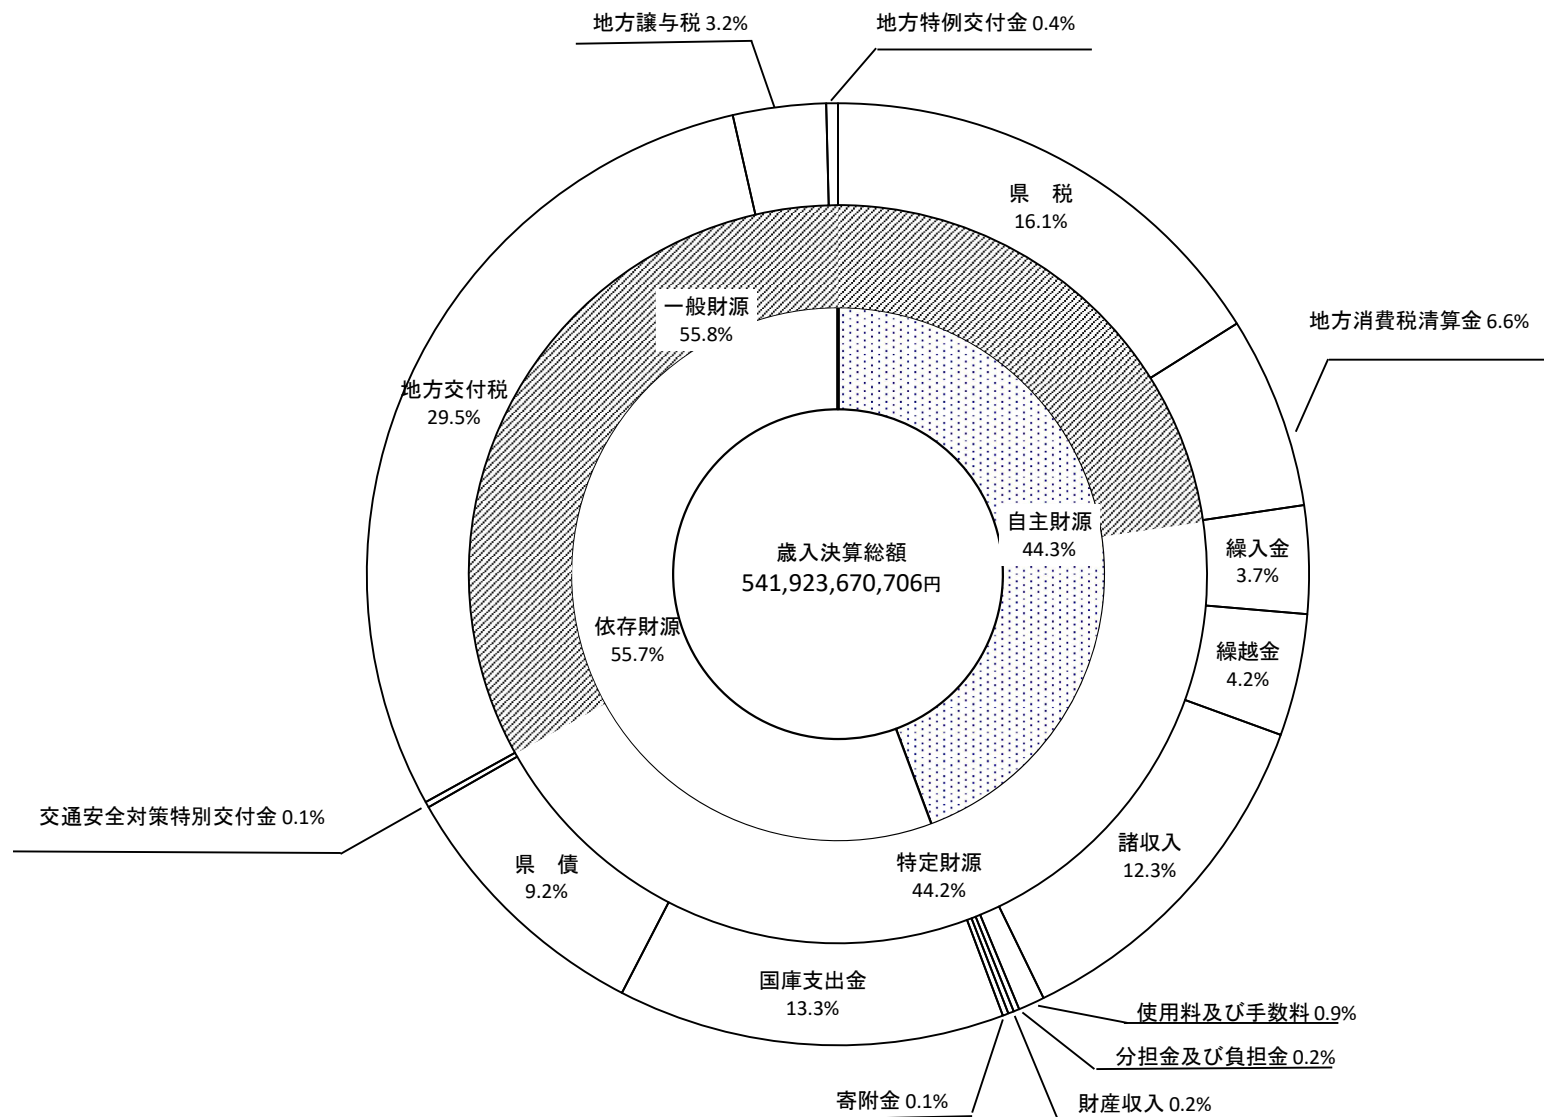 地方譲与税 3.2%
地方特例交付金 0.4%
県　税
16.1%
一般財源
55.8%
地方消費税清算金 6.6%
地方交付税
29.5%
自主財源
44.3%
繰入金
3.7%
歳入決算総額
541,923,670,706円
依存財源
55.7%
繰越金
4.2%
交通安全対策特別交付金 0.1%
諸収入
12.3%
県　債
9.2%
特定財源
44.2%
国庫支出金
13.3%
使用料及び手数料 0.9%
分担金及び負担金 0.2%
寄附金 0.1%
財産収入 0.2%